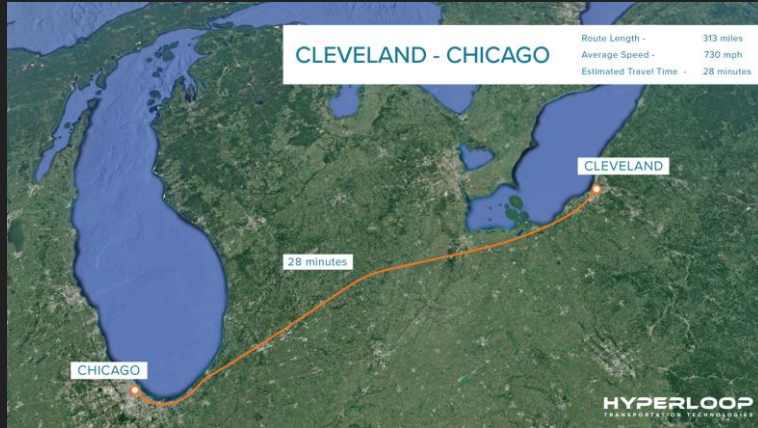 CLEVELAND - CHICAGO
Route Length - 313 miles
Average Speed - 730 mph
Estimated Travel Time - 28 minutes
CLEVELAND
28 minutes
CHICAGO
HYPERLOOP
TRANSPORTATION TECHNOLOGIES